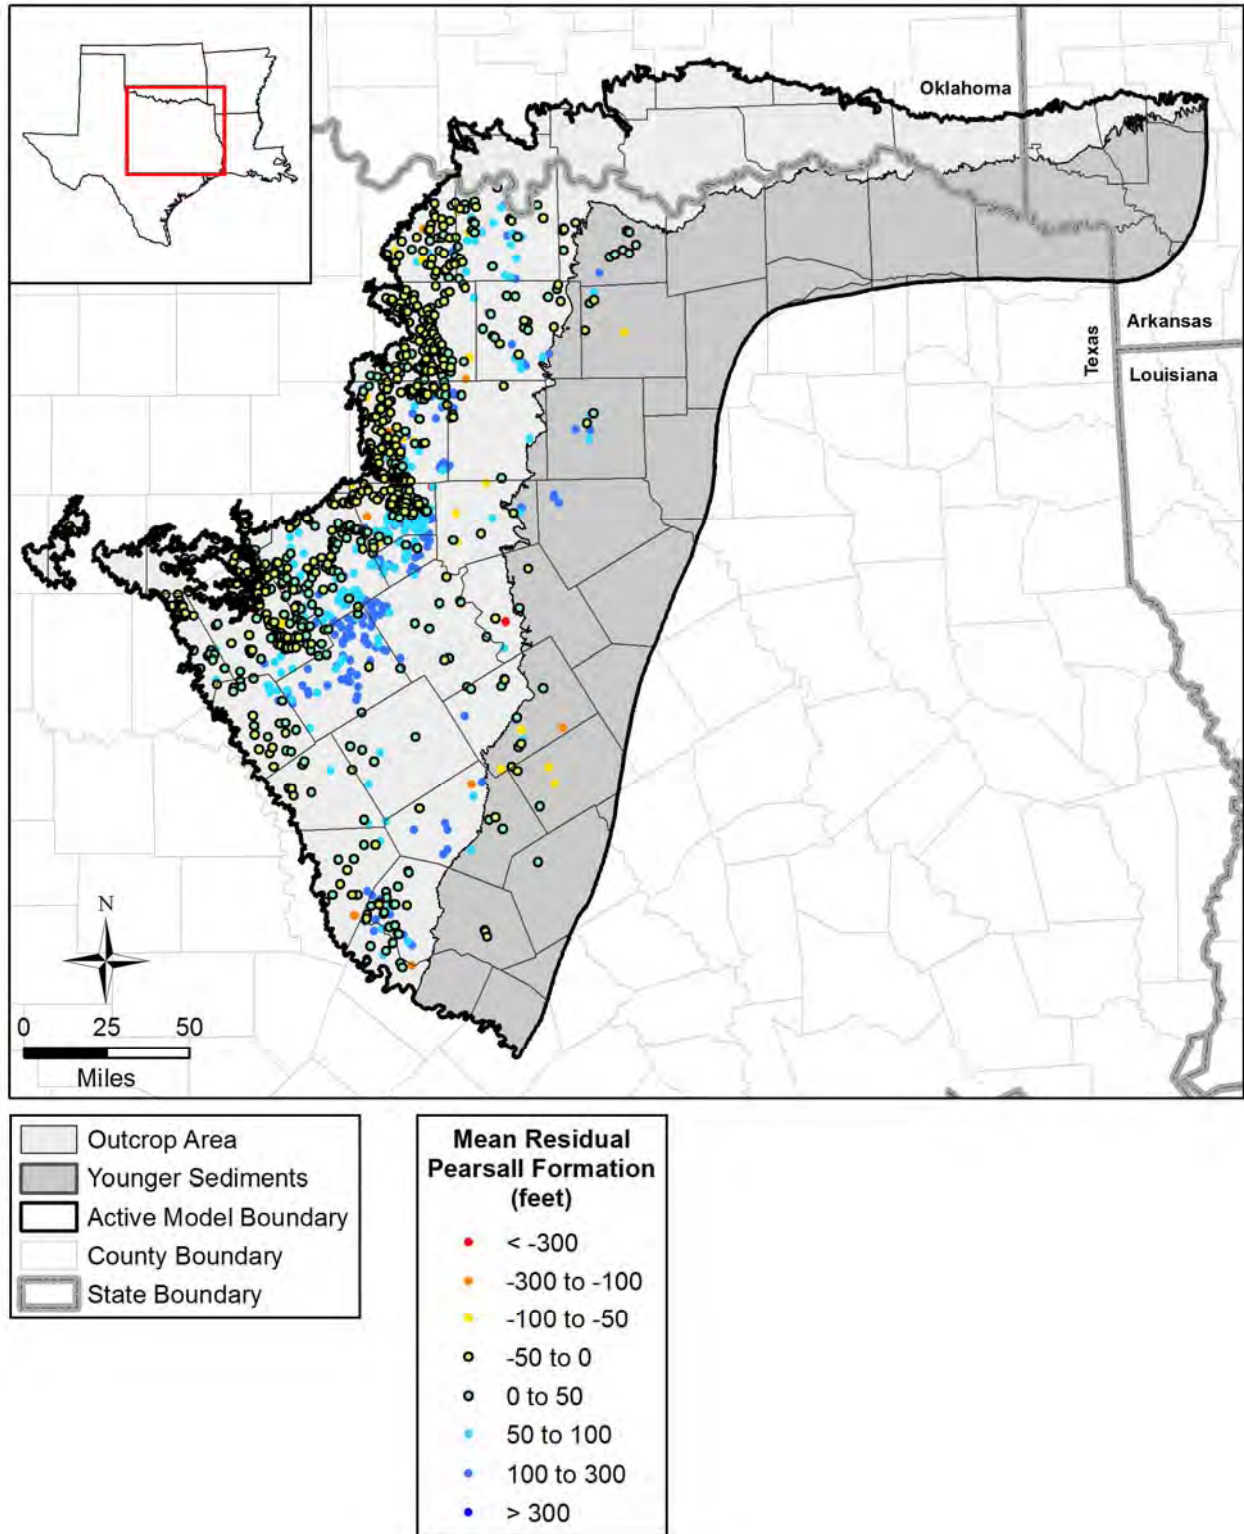 Oklahoma
Texas
Arkansas
Louisiana
N
0 25 50
Miles
Outcrop Area
Younger Sediments
Active Model Boundary
County Boundary
State Boundary
Mean Residual
Pearsall Formation
(feet)
< -300
-300 to -100
-100 to -50
-50 to 0
0 to 50
50 to 100
100 to 300
> 300